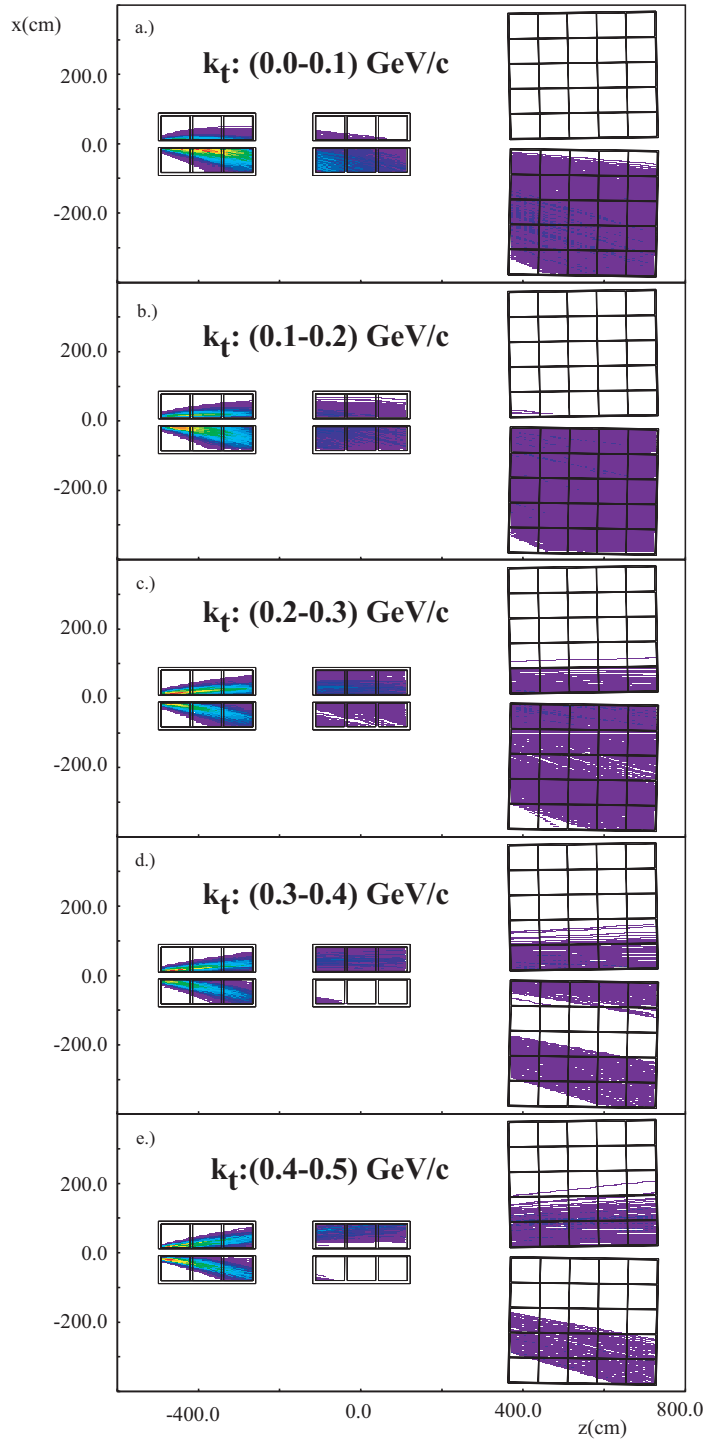 x(cm)
a.)
k_t: (0.0-0.1) GeV/c
200.0
0.0
-200.0
b.)
k_t: (0.1-0.2) GeV/c
200.0
0.0
-200.0
c.)
k_t: (0.2-0.3) GeV/c
200.0
0.0
-200.0
d.)
k_t: (0.3-0.4) GeV/c
200.0
0.0
-200.0
e.)
k_t:(0.4-0.5) GeV/c
200.0
0.0
-200.0
-400.0 0.0 400.0 800.0
z(cm)